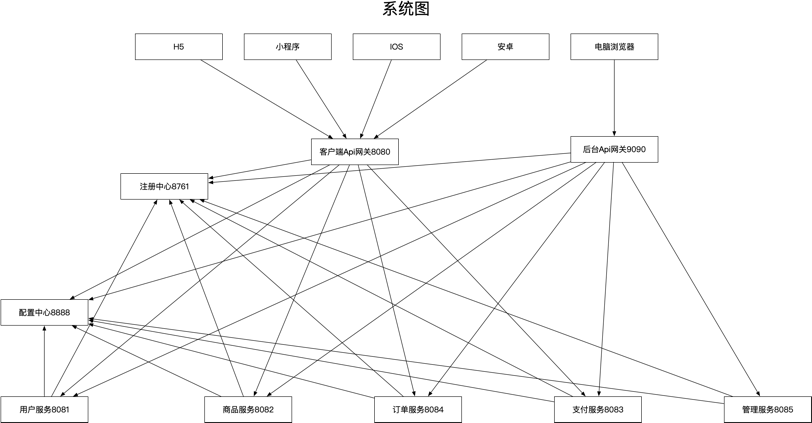 系统图
H5
小程序
IOS
安卓
电脑浏览器
客户端Api网关8080
后台Api网关9090
注册中心8761
配置中心8888
用户服务8081
商品服务8082
订单服务8084
支付服务8083
管理服务8085